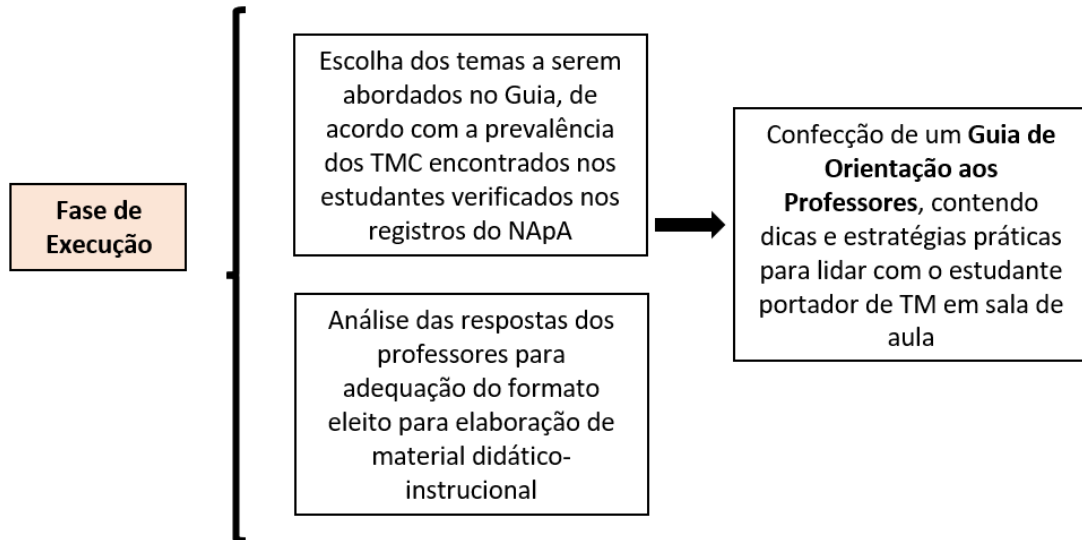 Fase de
Execução
Escolha dos temas a serem
abordados no Guia, de
acordo com a prevalência
dos TMC encontrados nos
estudantes verificados nos
registros do NApA
Análise das respostas dos
professores para
adequação do formato
eleito para elaboração de
material didático-
instrucional
Confecção de um Guia de
Orientação aos
Professores, contendo
dicas e estratégias práticas
para lidar com o estudante
portador de TM em sala de
aula